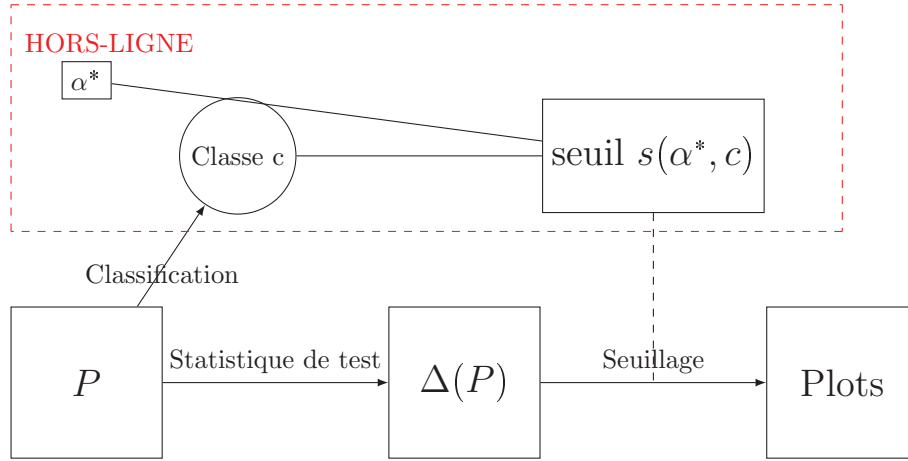 HORS-LIGNE
α*
Classe c
seuil s(α*, c)
Classification
P
Statistique de test
Δ(P)
Seuillage
Plots